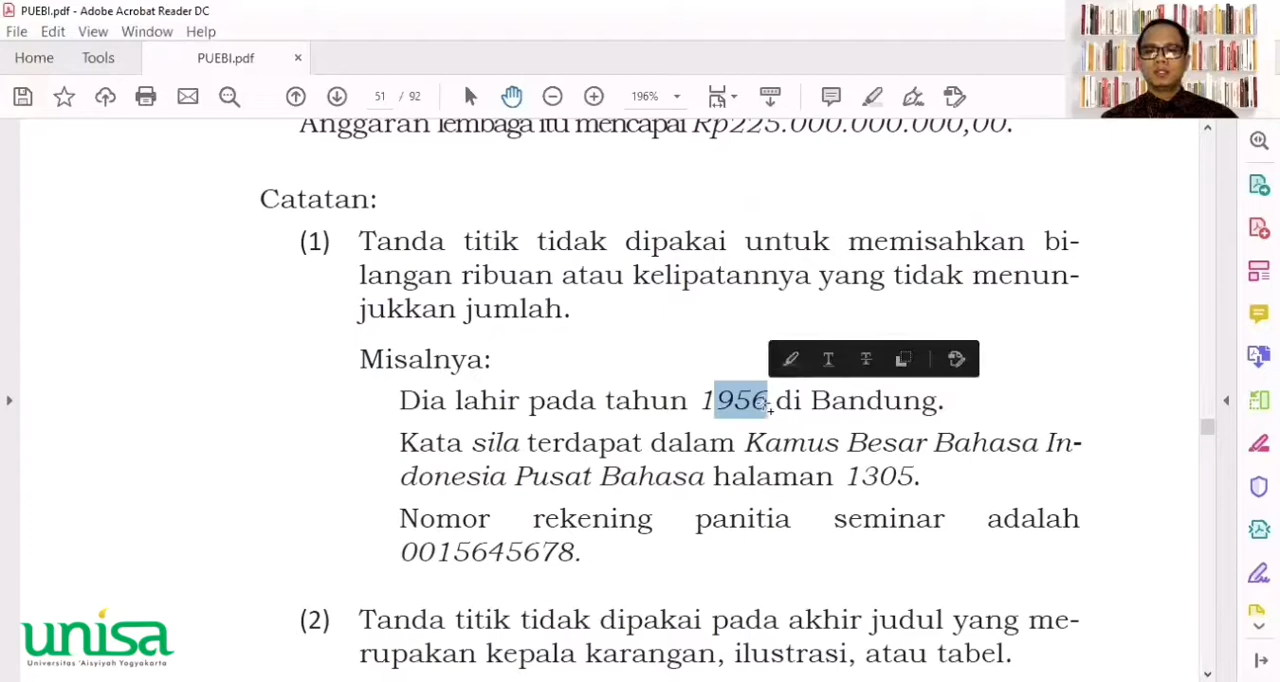 PUEBI.pdf - Adobe Acrobat Reader DC
File Edit View Window Help
Home Tools PUEBI.pdf ×
51 / 92 196%
Anggaran lembaga itu mencapai Rp225.000.000.000,00.
Catatan:
(1) Tanda titik tidak dipakai untuk memisahkan bi-
langan ribuan atau kelipatannya yang tidak menun-
jukkan jumlah.
Misalnya:
Dia lahir pada tahun 1956 di Bandung.
Kata sila terdapat dalam Kamus Besar Bahasa In-
donesia Pusat Bahasa halaman 1305.
Nomor rekening panitia seminar adalah
0015645678.
(2) Tanda titik tidak dipakai pada akhir judul yang me-
rupakan kepala karangan, ilustrasi, atau tabel.
unisa
Universitas 'Aisyiyah Yogyakarta